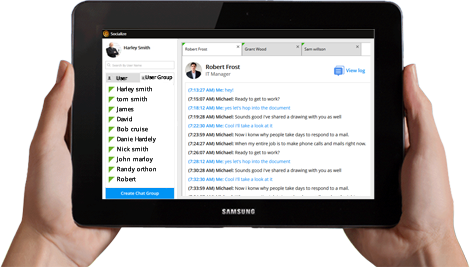 Socialize
Harley Smith
User
User Group
Harley smith
tom smith
James
David
Bob cruise
Danie Hardely
Nick smith
John marloy
Randy orthon
Robert
Create Chat Group
Robert Frost
Grant Wood
Sam wilson
Robert Frost
IT Manager
View log
(7:15:27 AM) Me: hey!
(7:15:07 AM) Michael: Ready to get to work?
(7:18:12 AM) Me: yes let's hop into the document
(7:19:28 AM) Michael: Sounds good I've shared a drawing with you as well
(7:22:30 AM) Me: Cool I'll take a look at it
(7:23:54 AM) Michael: Now I know why people take days to respond to a mail.
(7:24:27 AM) Michael: When my entire job is to make phone calls and mails right now.
(7:26:07 AM) Michael: Ready to get to work?
(7:28:12 AM) Me: yes let's hop into the document
(7:31:28 AM) Michael: Sounds good I've shared a drawing with you as well
(7:32:30 AM) Me: Cool I'll take a look at it
(7:33:59 AM) Michael: Now I know why people take days to respond to a mail.
SAMSUNG